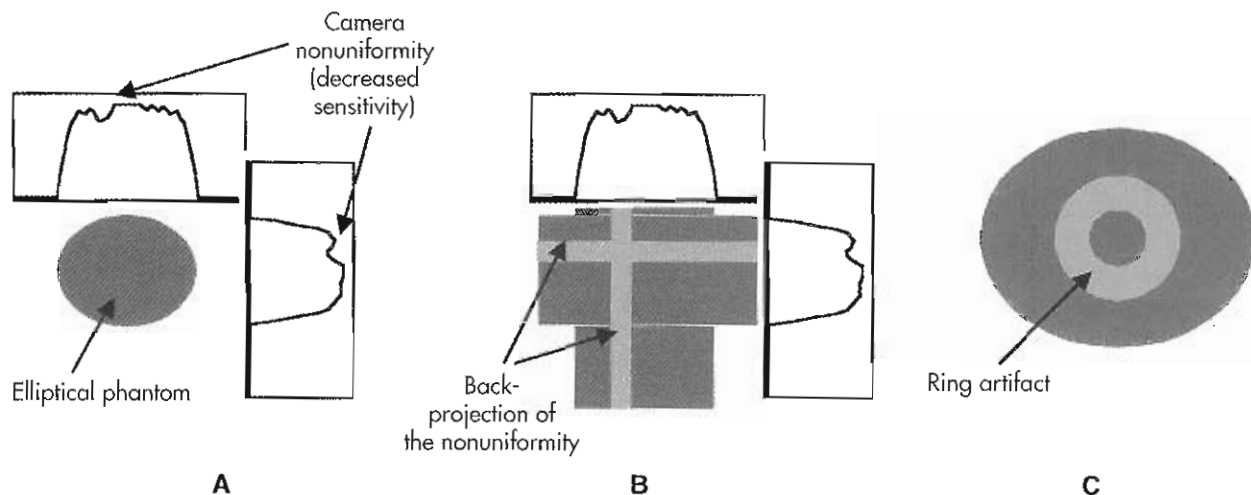 Camera
nonuniformity
(decreased
sensitivity)
Elliptical phantom
Back-
projection of
the nonuniformity
Ring artifact
A
B
C